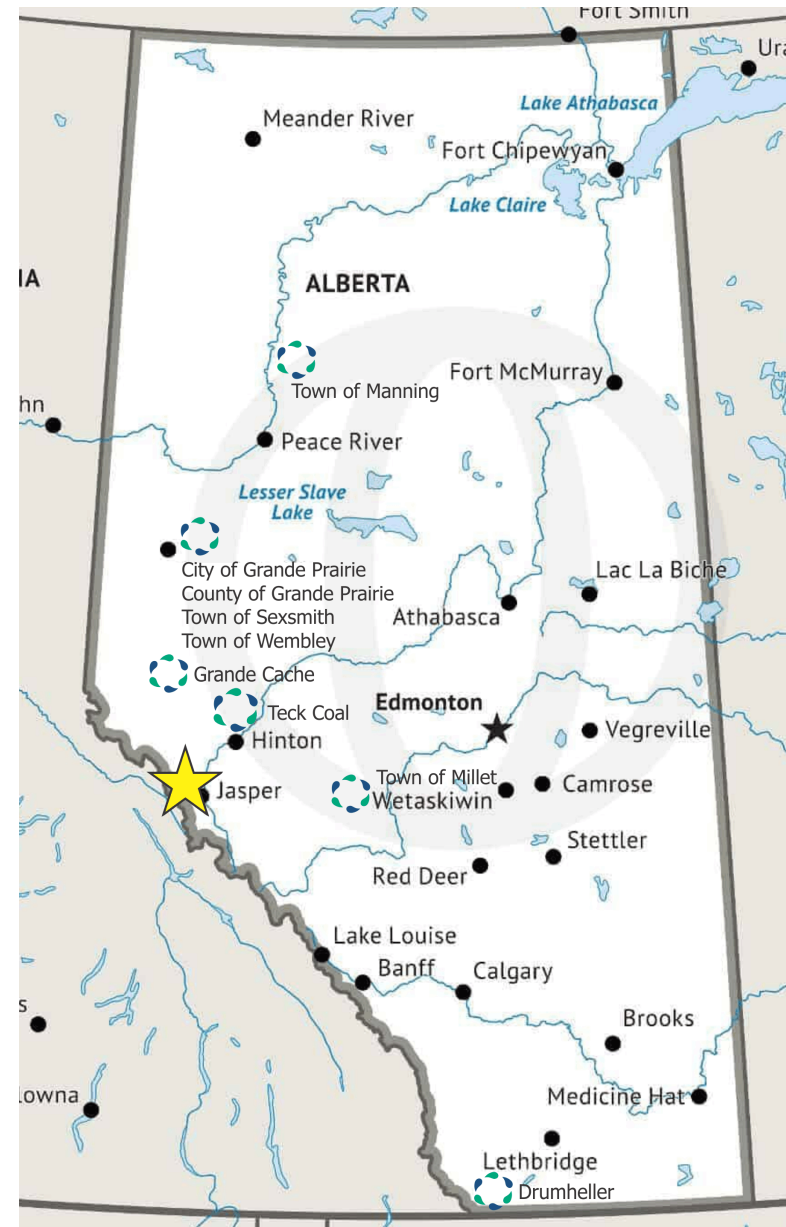 Fort Smith
Ura
Lake Athabasca
Meander River
Fort Chipewyan
Lake Claire
IA
ALBERTA
Fort McMurray
Town of Manning
hn
Peace River
Lesser Slave
Lake
City of Grande Prairie
County of Grande Prairie
Town of Sexsmith
Town of Wembley
Lac La Biche
Athabasca
Grande Cache
Edmonton
Teck Coal
Vegreville
Hinton
Town of Millet
Jasper
Wetaskiwin
Camrose
Stettler
Red Deer
Lake Louise
Banff
Calgary
s
Brooks
lowna
Medicine Hat
Lethbridge
Drumheller